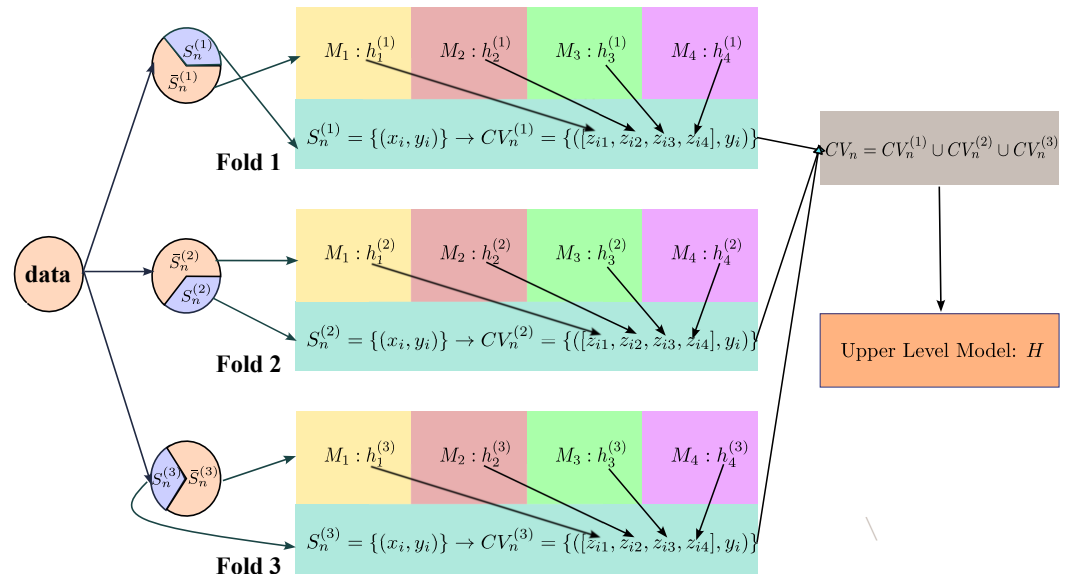 data
S_n^{(1)}
\bar{S}_n^{(1)}
M_1 : h_1^{(1)}
M_2 : h_2^{(1)}
M_3 : h_3^{(1)}
M_4 : h_4^{(1)}
S_n^{(1)} = {(x_i, y_i)} → CV_n^{(1)} = {([z_{i1}, z_{i2}, z_{i3}, z_{i4}], y_i)}
Fold 1
\bar{S}_n^{(2)}
S_n^{(2)}
M_1 : h_1^{(2)}
M_2 : h_2^{(2)}
M_3 : h_3^{(2)}
M_4 : h_4^{(2)}
S_n^{(2)} = {(x_i, y_i)} → CV_n^{(2)} = {([z_{i1}, z_{i2}, z_{i3}, z_{i4}], y_i)}
Fold 2
S_n^{(3)}
\bar{S}_n^{(3)}
M_1 : h_1^{(3)}
M_2 : h_2^{(3)}
M_3 : h_3^{(3)}
M_4 : h_4^{(3)}
S_n^{(3)} = {(x_i, y_i)} → CV_n^{(3)} = {([z_{i1}, z_{i2}, z_{i3}, z_{i4}], y_i)}
Fold 3
CV_n = CV_n^{(1)} ∪ CV_n^{(2)} ∪ CV_n^{(3)}
Upper Level Model: H